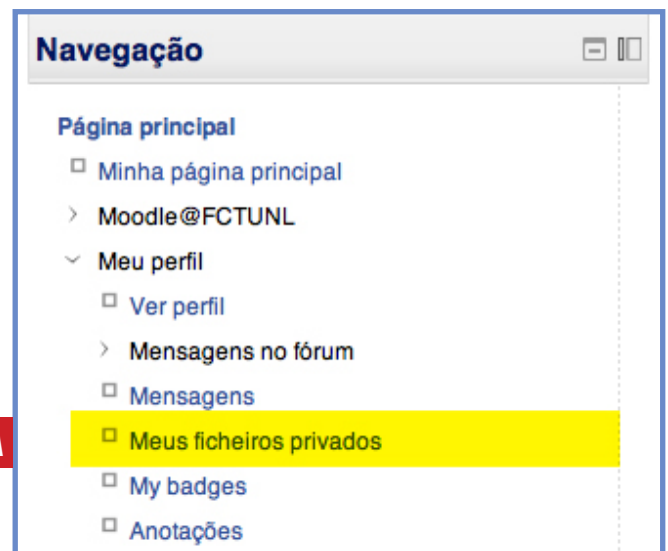 Navegação
Página principal
Minha página principal
Moodle@FCTUNL
Meu perfil
Ver perfil
Mensagens no fórum
Mensagens
Meus ficheiros privados
My badges
Anotações